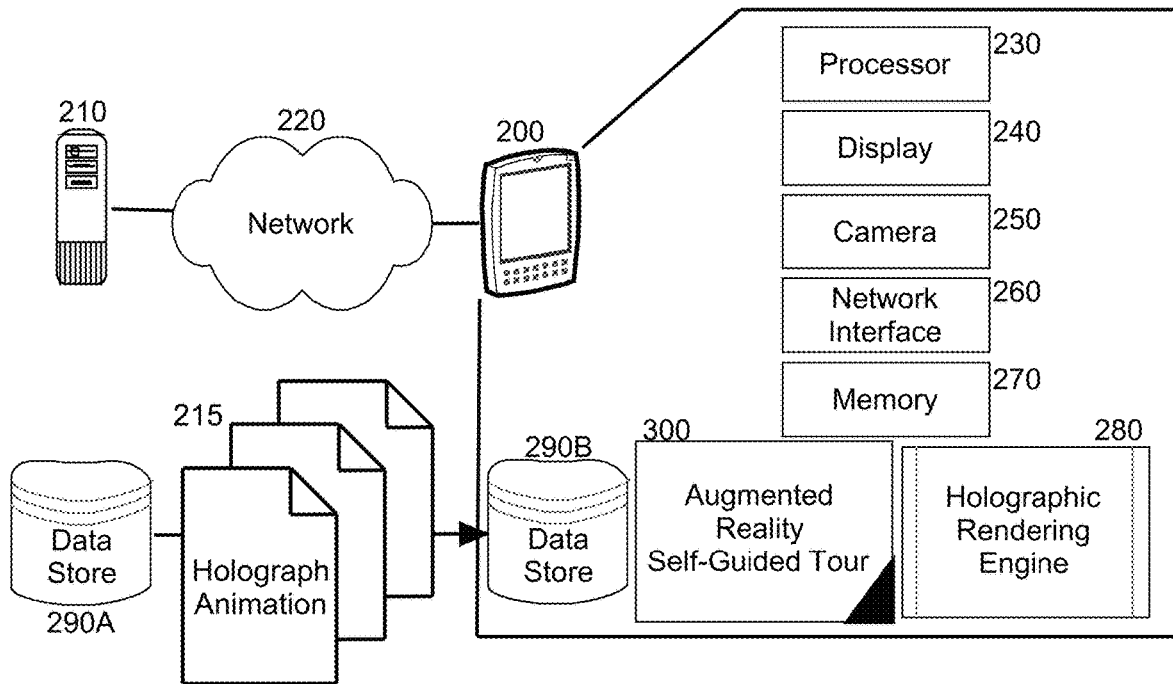 230
Processor
210
220
200
240
Display
Network
250
Camera
260
Network
Interface
270
Memory
215
300
280
290B
Data
Store
290A
Holograph
Animation
Data
Store
Augmented
Reality
Self-Guided Tour
Holographic
Rendering
Engine